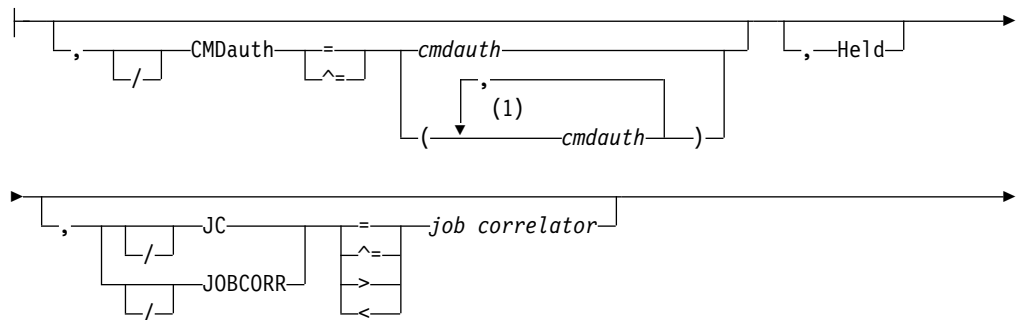 , / CMDauth = cmdauth , Held
^=
,
(1)
( cmdauth )
, / JC = job correlator
^=
/ JOBCORR >
<